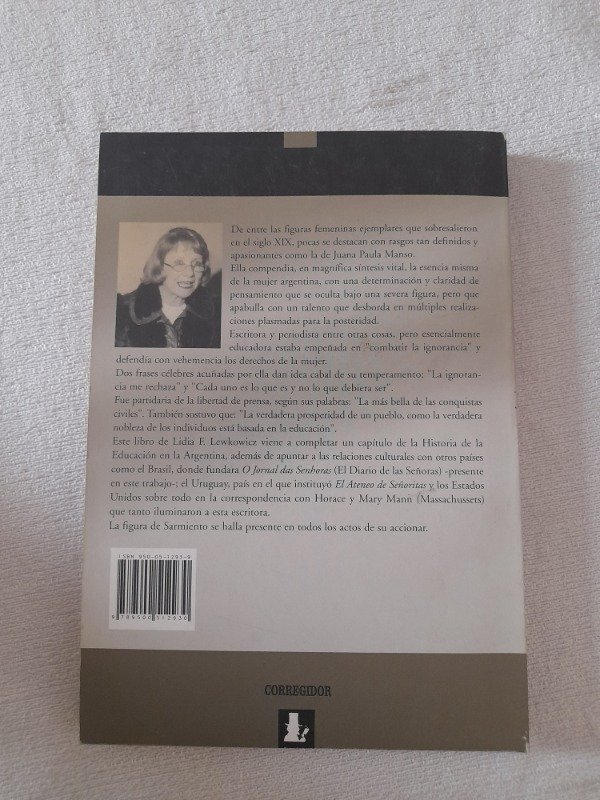 De entre las figuras femeninas ejemplares que sobresalieron
en el siglo XIX, pocas se destacan con rasgos tan definidos y
apasionantes como la de Juana Paula Manso.
Ella compendia, en magnífica síntesis vital, la esencia misma
de la mujer argentina, con una determinación y claridad de
pensamiento que se oculta bajo una severa figura, pero que
apabulla con un talento que desborda en múltiples realiza-
ciones plasmadas para la posteridad.
Escritora y periodista entre otras cosas, pero esencialmente
educadora estaba empeñada en "combatir la ignorancia" y
defendía con vehemencia los derechos de la mujer.
Dos frases célebres acuñadas por ella dan idea cabal de su temperamento: "La ignoran-
cia me rechaza" y "Cada uno es lo que es y no lo que debiera ser".
Fue partidaria de la libertad de prensa, según sus palabras: "La más bella de las conquistas
civiles". También sostuvo que: "La verdadera prosperidad de un pueblo, como la verdadera
nobleza de los individuos está basada en la educación".
Este libro de Lidia F. Lewkowicz viene a completar un capítulo de la Historia de la
Educación en la Argentina, además de apuntar a las relaciones culturales con otros países
como el Brasil, donde fundara O Jornal das Senhoras (El Diario de las Señoras) -presente
en este trabajo-; el Uruguay, país en el que instituyó El Ateneo de Señoritas y los Estados
Unidos sobre todo en la correspondencia con Horace y Mary Mann (Massachussets)
que tanto iluminaron a esta escritora.
La figura de Sarmiento se halla presente en todos los actos de su accionar.
ISBN 950-05-1293-9
9 789500 512930
CORREGIDOR